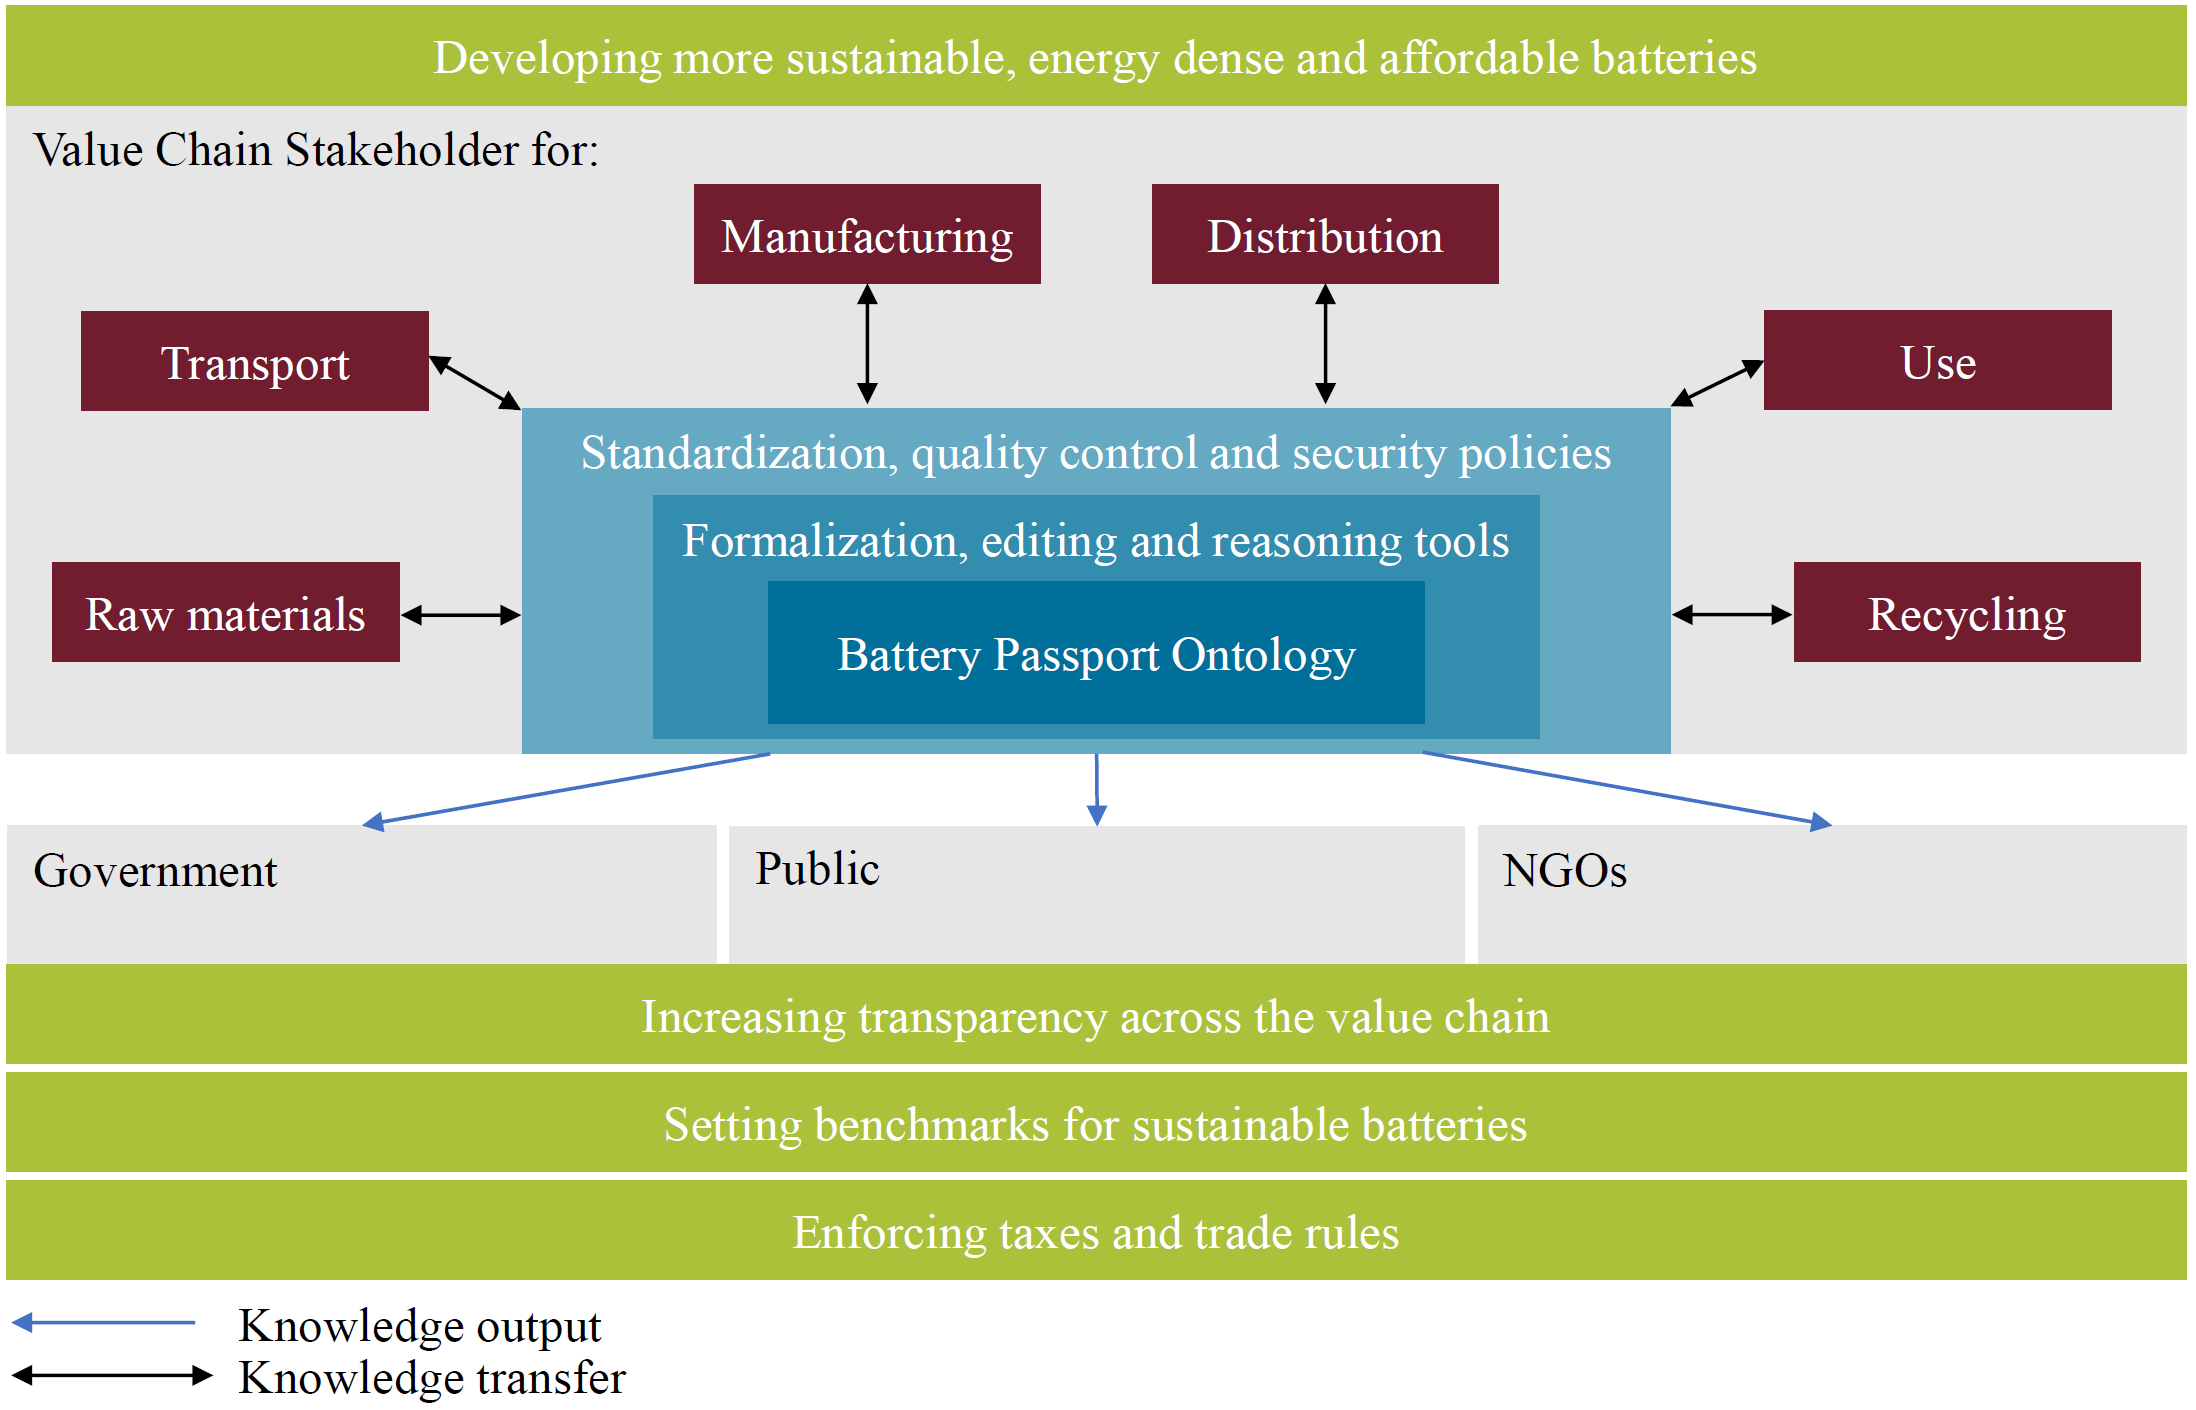 Developing more sustainable, energy dense and affordable batteries
Value Chain Stakeholder for:
Manufacturing
Distribution
Transport
Use
Standardization, quality control and security policies
Formalization, editing and reasoning tools
Raw materials
Battery Passport Ontology
Recycling
Government
Public
NGOs
Increasing transparency across the value chain
Setting benchmarks for sustainable batteries
Enforcing taxes and trade rules
Knowledge output
Knowledge transfer